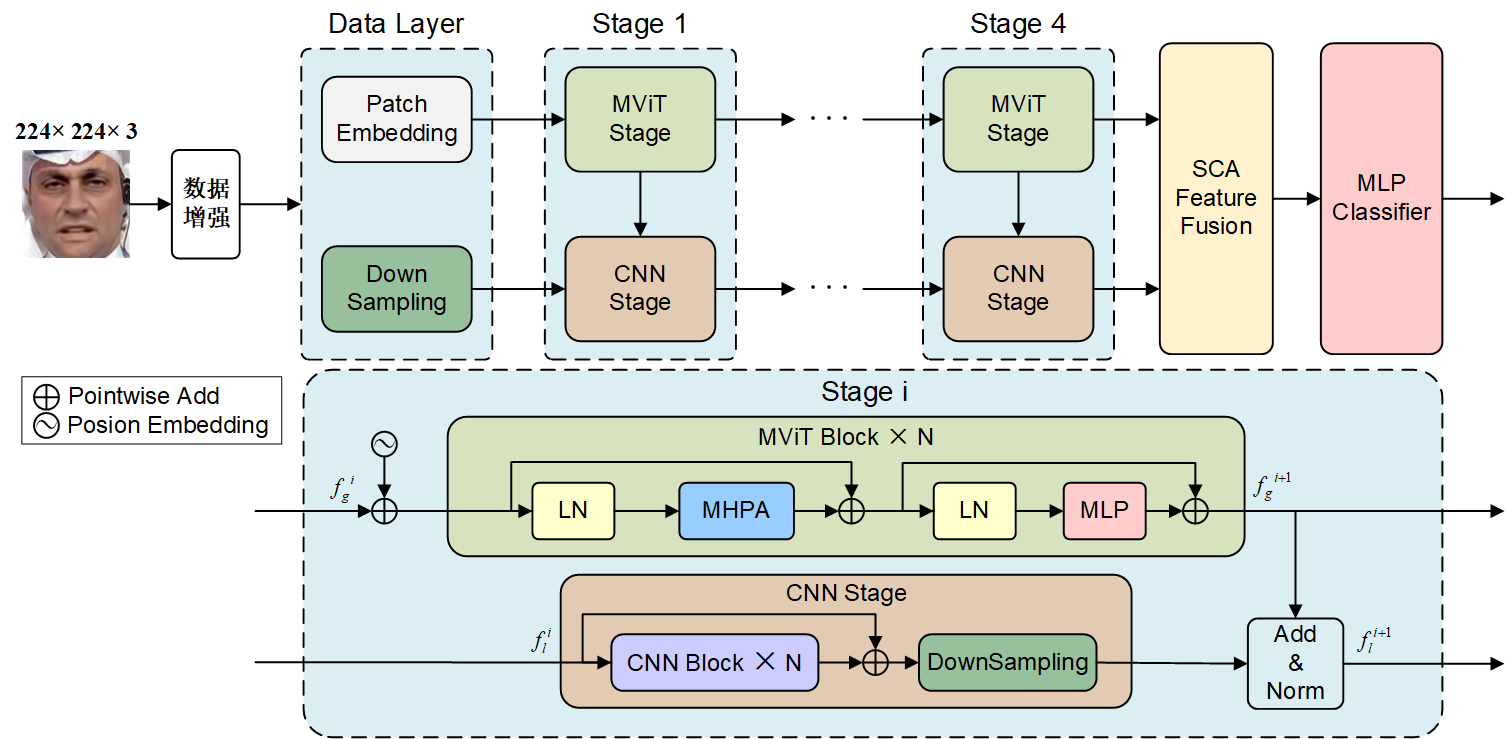 Data Layer
Stage 1
Stage 4
224× 224× 3
数据
增强
Patch
Embedding
Down
Sampling
MViT
Stage
CNN
Stage
· · ·
· · ·
MViT
Stage
CNN
Stage
SCA
Feature
Fusion
MLP
Classifier
Pointwise Add
Posion Embedding
Stage i
MViT Block × N
f_g^i
LN
MHPA
LN
MLP
f_g^{i+1}
CNN Stage
f_l^i
CNN Block × N
DownSampling
Add
&
Norm
f_l^{i+1}